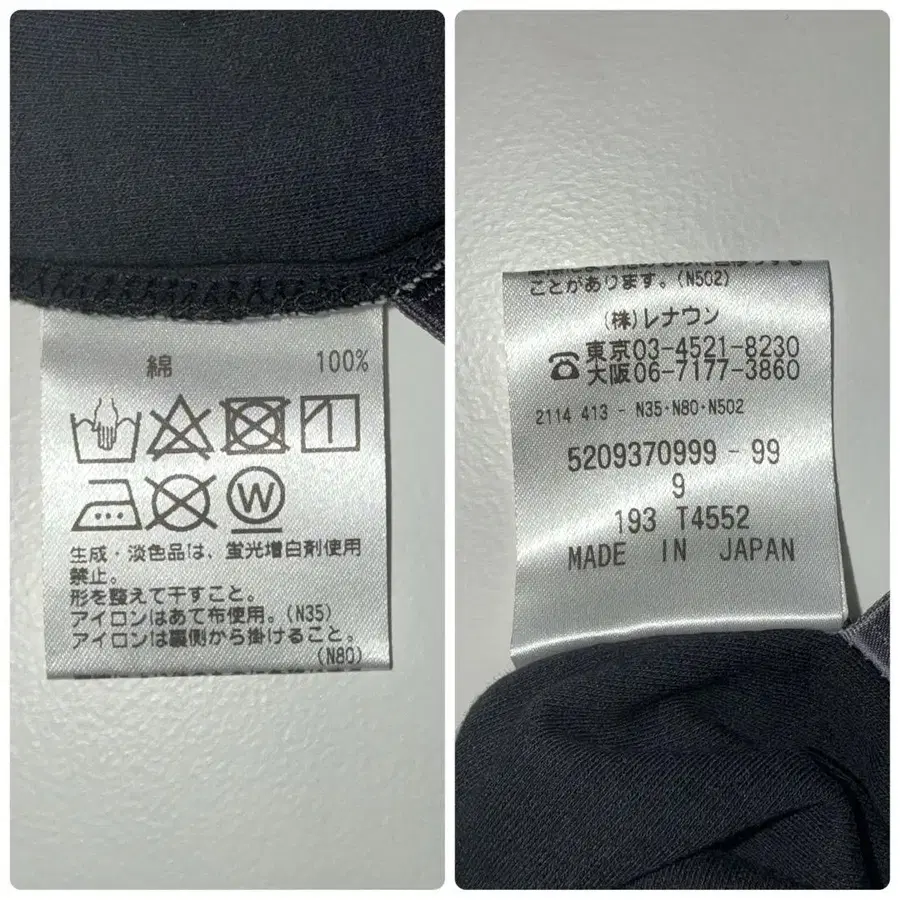 綿 100%
W
生成・淡色品は、蛍光増白剤使用
禁止。
形を整えて干すこと。
アイロンはあて布使用。(N35)
アイロンは裏側から掛けること。
(N80)
ことがあります。(N502)
(株)レナウン
☎東京03-4521-8230
大阪06-7177-3860
2114 413 - N35・N80・N502
5209370999 - 99
9
193 T4552
MADE IN JAPAN